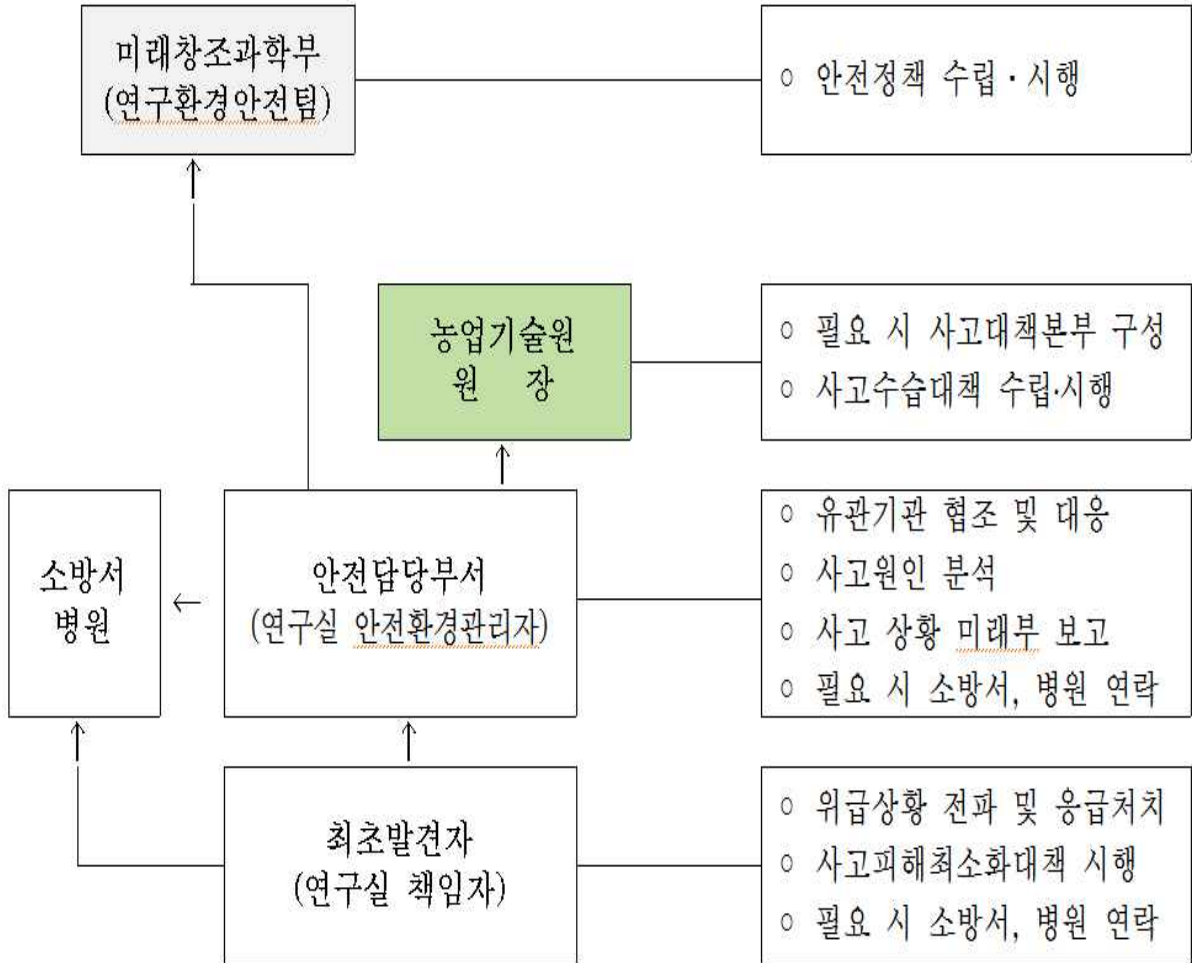 미래창조과학부
(연구환경안전팀)
○ 안전정책 수립·시행
농업기술원
원 장
○ 필요 시 사고대책본부 구성
○ 사고수습대책 수립·시행
소방서
병원
←
안전담당부서
(연구실 안전환경관리자)
○ 유관기관 협조 및 대응
○ 사고원인 분석
○ 사고 상황 미래부 보고
○ 필요 시 소방서, 병원 연락
최초발견자
(연구실 책임자)
○ 위급상황 전파 및 응급처치
○ 사고피해최소화대책 시행
○ 필요 시 소방서, 병원 연락